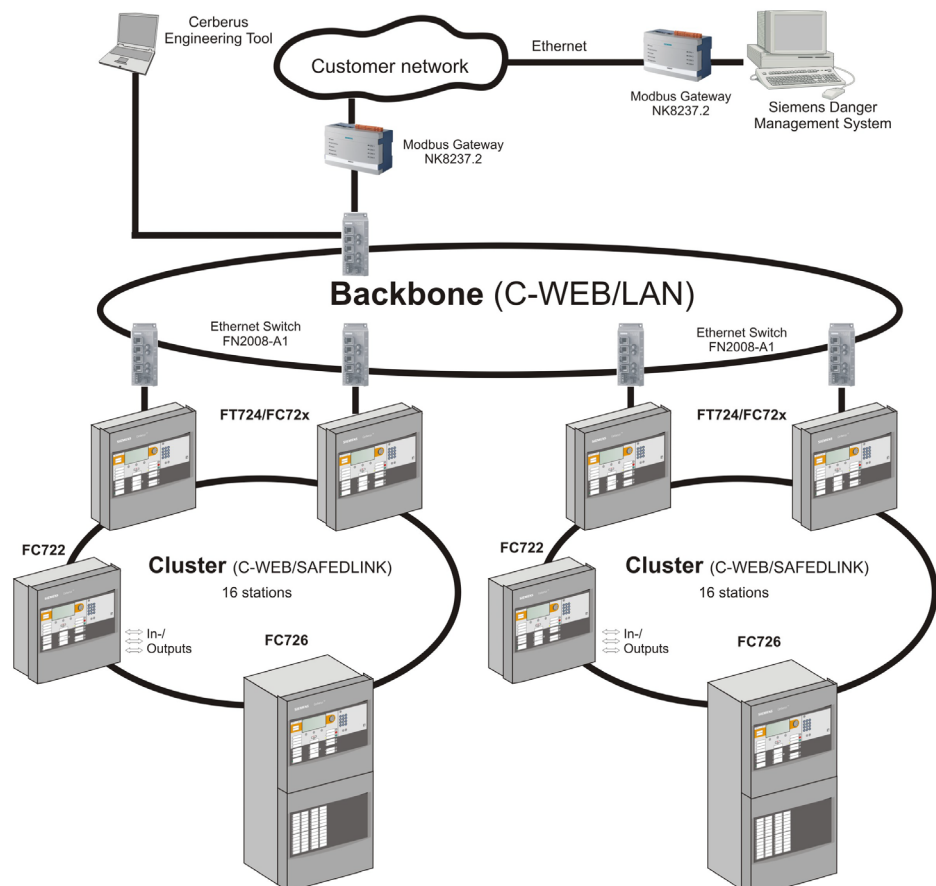 Cerberus
Engineering Tool
Customer network
Ethernet
Modbus Gateway
NK8237.2
Siemens Danger
Management System
Modbus Gateway
NK8237.2
Backbone (C-WEB/LAN)
Ethernet Switch
FN2008-A1
Ethernet Switch
FN2008-A1
FT724/FC72x
FT724/FC72x
FC722
Cluster (C-WEB/SAFEDLINK)
16 stations
In-/
Outputs
FC726
FC722
Cluster (C-WEB/SAFEDLINK)
16 stations
In-/
Outputs
FC726